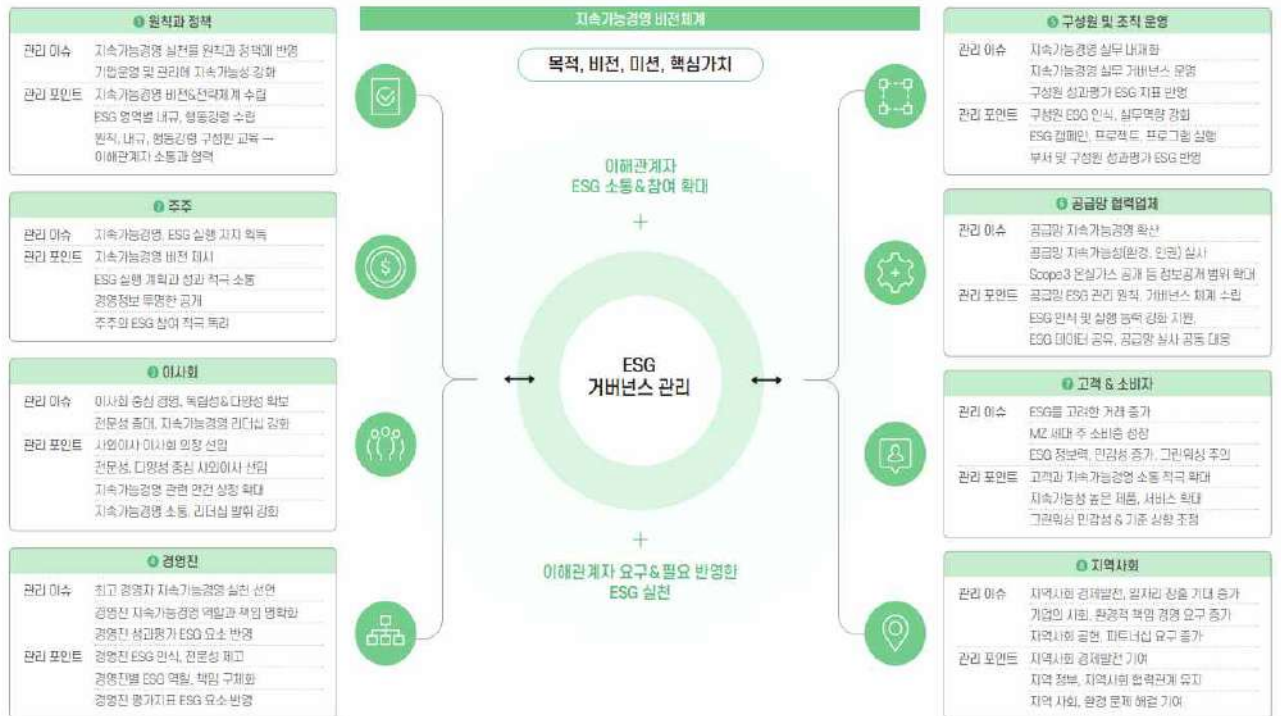 지속가능경영 비전체계
목적, 비전, 미션, 핵심가치
❶ 원칙과 정책
관리 이슈 지속가능경영 실천을 원칙과 정책에 반영
기업운영 및 관리에 지속가능성 강화
관리 포인트 지속가능경영 비전&전략체계 수립
ESG 영역별 내규, 행동강령 수립
원칙, 내규, 행동강령 구성원 교육 —
이해관계자 소통과 협력
❷ 주주
관리 이슈 지속가능경영, ESG 실행 지지 획득
관리 포인트 지속가능경영 비전 제시
ESG 실행 계획과 성과 적극 소통
경영정보 투명한 공개
주주의 ESG 참여 적극 독려
❸ 이사회
관리 이슈 이사회 중심 경영, 독립성&다양성 확보
전문성 증대, 지속가능경영 리더십 강화
관리 포인트 사외이사 이사회 의장 선임
전문성, 다양성 중심 사외이사 선임
지속가능경영 관련 안건 상정 확대
지속가능경영 소통, 리더십 발휘 강화
❹ 경영진
관리 이슈 최고 경영자 지속가능경영 실천 선언
경영진 지속가능경영 역할과 책임 명확화
경영진 성과평가 ESG 요소 반영
관리 포인트 경영진 ESG 인식, 전문성 제고
경영진별 ESG 역할, 책임 구체화
경영진 평가지표 ESG 요소 반영
이해관계자
ESG 소통&참여 확대
+
ESG
거버넌스 관리
+
이해관계자 요구&필요 반영한
ESG 실천
❺ 구성원 및 조직 운영
관리 이슈 지속가능경영 실무 내재화
지속가능경영 실무 거버넌스 운영
구성원 성과평가 ESG 지표 반영
관리 포인트 구성원 ESG 인식, 실무역량 강화
ESG 캠페인, 프로젝트, 프로그램 실행
부서 및 구성원 성과평가 ESG 반영
❻ 공급망 협력업체
관리 이슈 공급망 지속가능경영 확산
공급망 지속가능성(환경, 인권) 실사
Scope3 온실가스 공개 등 정보공개 범위 확대
관리 포인트 공급망 ESG 관리 원칙, 거버넌스 체계 수립
ESG 인식 및 실행 능력 강화 지원,
ESG 데이터 공유, 공급망 실사 공동 대응
❼ 고객 & 소비자
관리 이슈 ESG를 고려한 거래 증가
MZ 세대 주 소비층 성장
ESG 정보력, 민감성 증가, 그린워싱 주의
관리 포인트 고객과 지속가능경영 소통 적극 확대
지속가능성 높은 제품, 서비스 확대
그린워싱 민감성 & 기준 상향 조정
❽ 지역사회
관리 이슈 지역사회 경제발전, 일자리 창출 기대 증가
기업의 사회, 환경적 책임 경영 요구 증가
지역사회 공헌, 파트너십 요구 증가
관리 포인트 지역사회 경제발전 기여
지역 정부, 지역사회 협력관계 유지
지역 사회, 환경 문제 해결 기여